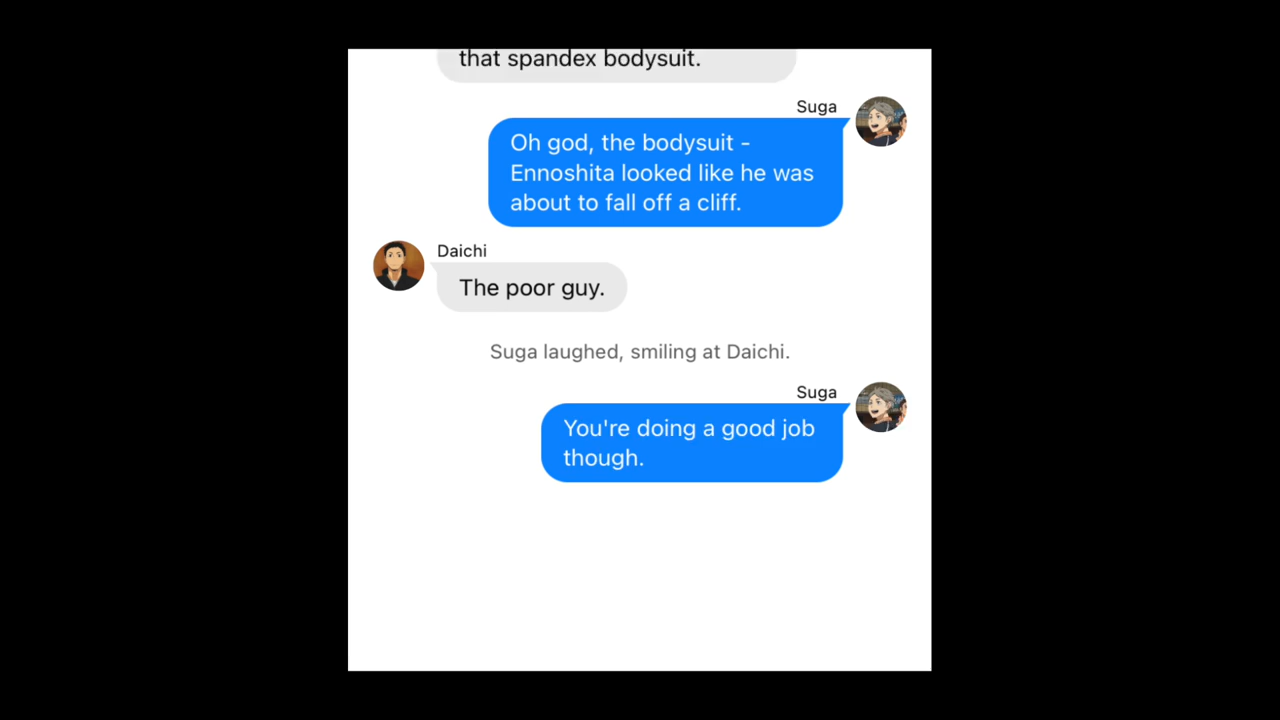 that spandex bodysuit.
Suga
Oh god, the bodysuit -
Ennoshita looked like he was
about to fall off a cliff.
Daichi
The poor guy.
Suga laughed, smiling at Daichi.
Suga
You're doing a good job
though.